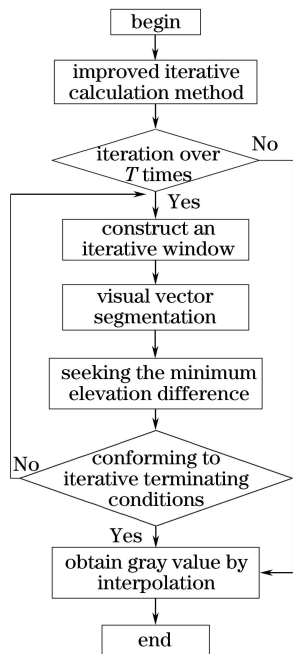 begin
improved iterative
calculation method
iteration over
T times
No
Yes
construct an
iterative window
visual vector
segmentation
seeking the minimum
elevation difference
No
conforming to
iterative terminating
conditions
Yes
obtain gray value by
interpolation
end